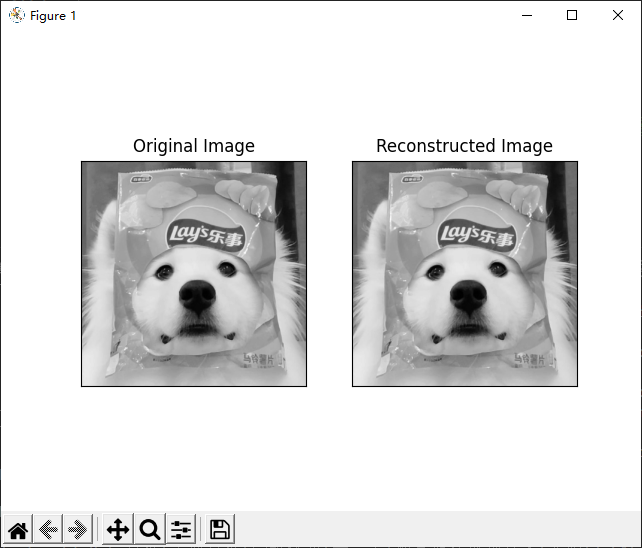 Figure 1
Original Image
Reconstructed Image
Lay's乐事
Lay's乐事